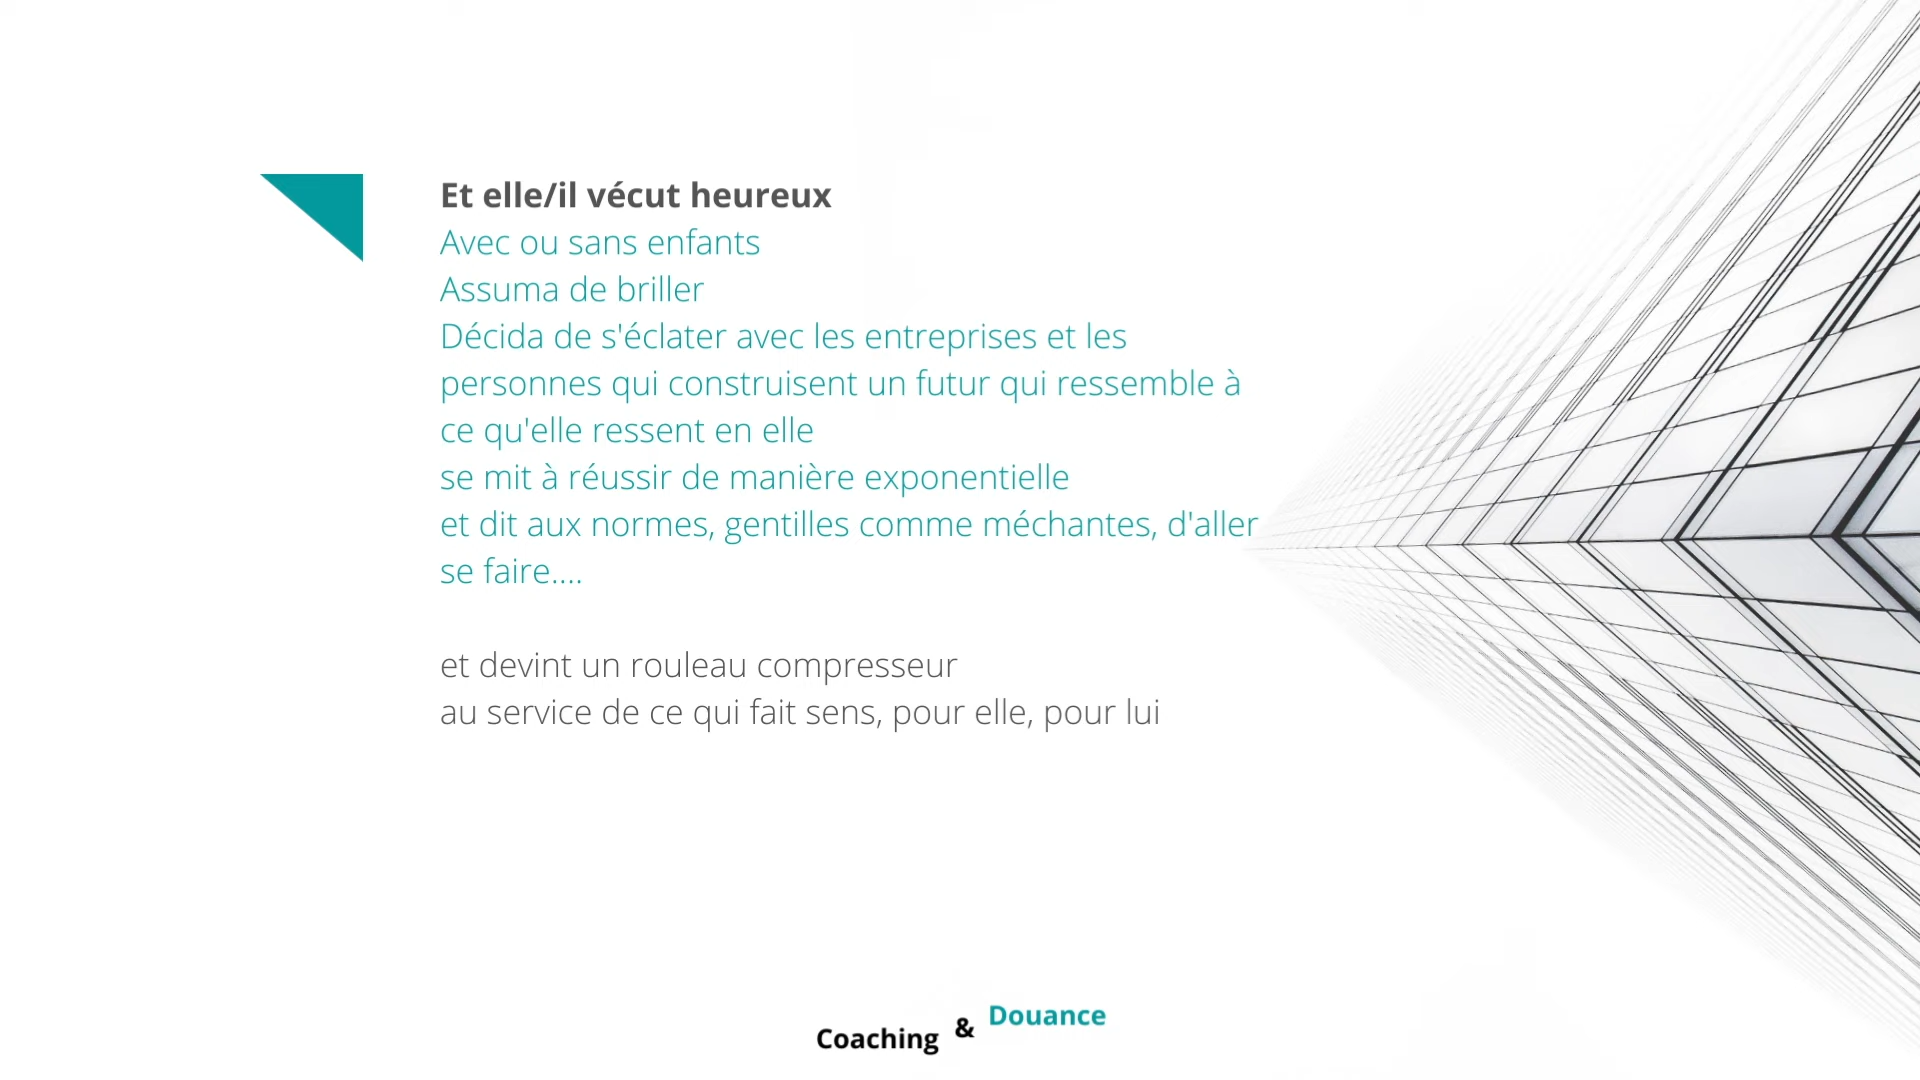 Et elle/il vécut heureux
Avec ou sans enfants
Assuma de briller
Décida de s'éclater avec les entreprises et les
personnes qui construisent un futur qui ressemble à
ce qu'elle ressent en elle
se mit à réussir de manière exponentielle
et dit aux normes, gentilles comme méchantes, d'aller
se faire....
et devint un rouleau compresseur
au service de ce qui fait sens, pour elle, pour lui
Coaching & Douance